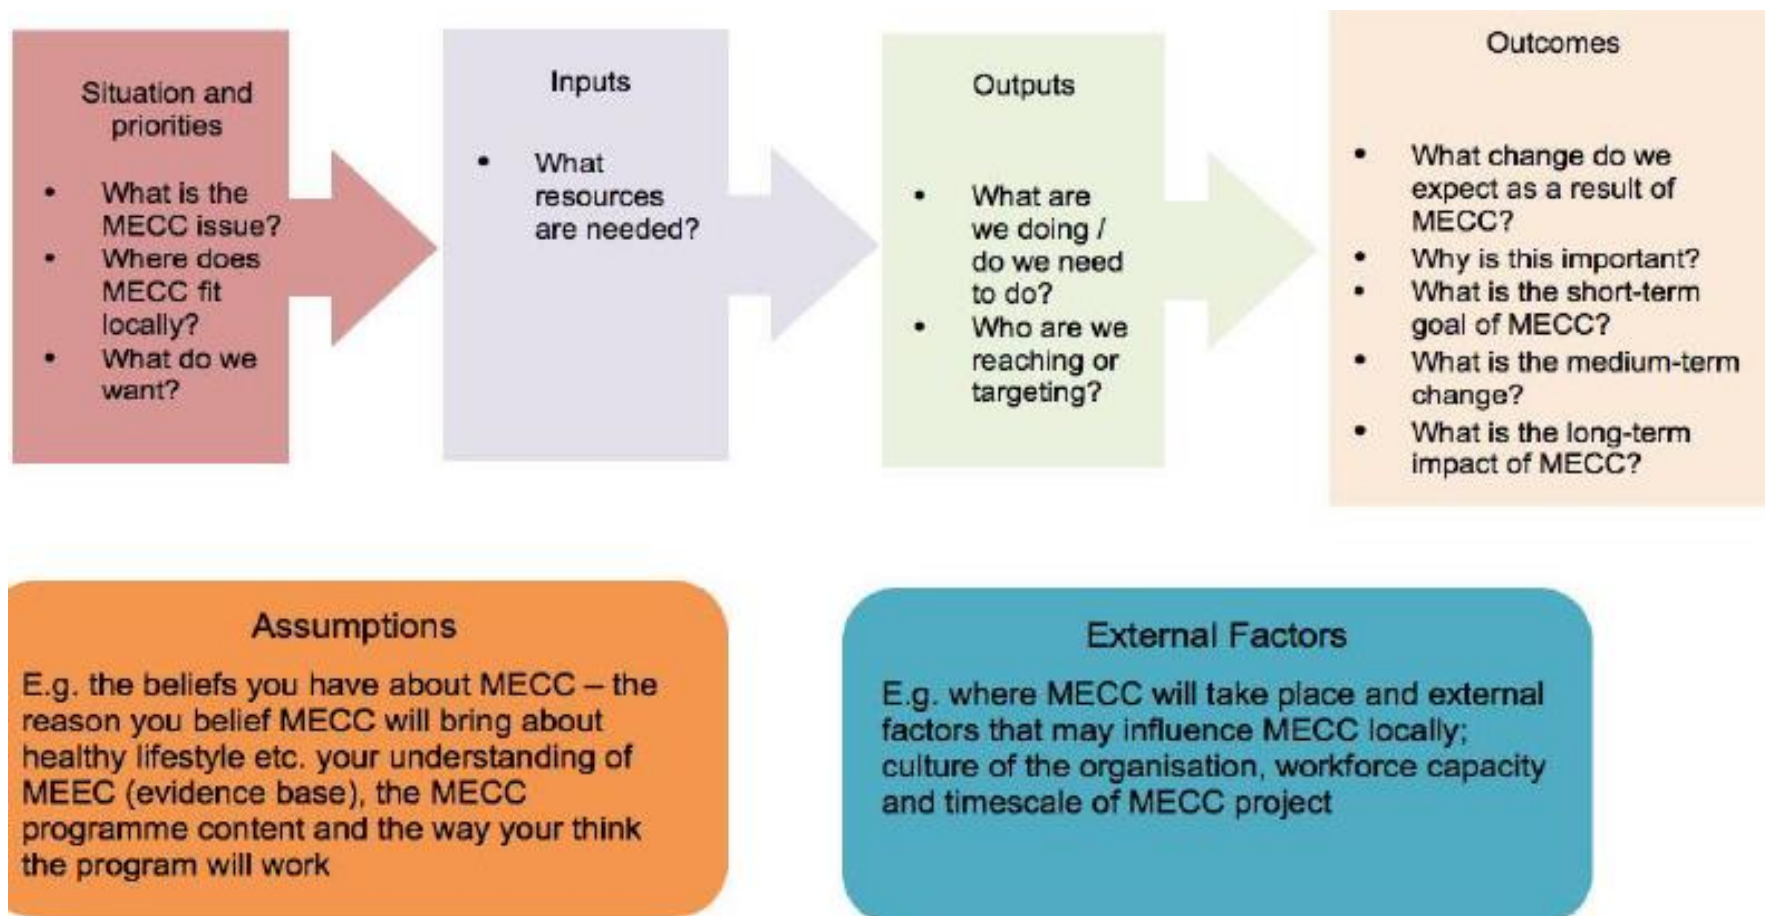 Situation and
priorities
• What is the
MECC issue?
• Where does
MECC fit
locally?
• What do we
want?
Inputs
• What
resources
are needed?
Outputs
• What are
we doing /
do we need
to do?
• Who are we
reaching or
targeting?
Outcomes
• What change do we
expect as a result of
MECC?
• Why is this important?
• What is the short-term
goal of MECC?
• What is the medium-term
change?
• What is the long-term
impact of MECC?
Assumptions
E.g. the beliefs you have about MECC – the
reason you belief MECC will bring about
healthy lifestyle etc. your understanding of
MEEC (evidence base), the MECC
programme content and the way your think
the program will work
External Factors
E.g. where MECC will take place and external
factors that may influence MECC locally;
culture of the organisation, workforce capacity
and timescale of MECC project